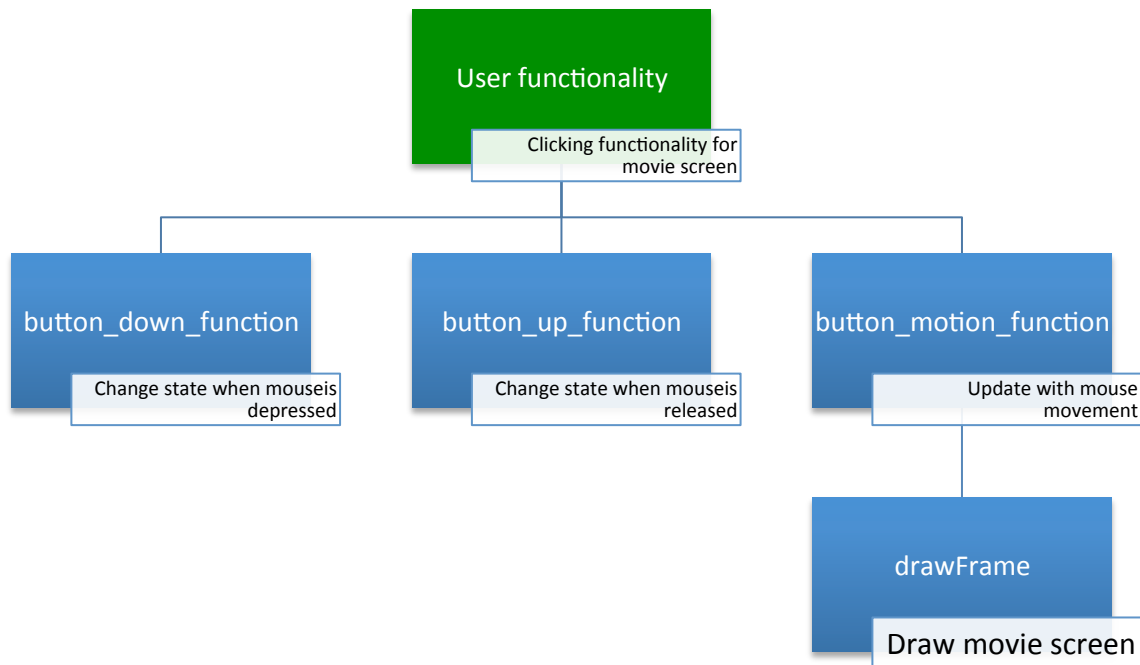 User functionality
Clicking functionality for
movie screen
button_down_function
Change state when mouseis
depressed
button_up_function
Change state when mouseis
released
button_motion_function
Update with mouse
movement
drawFrame
Draw movie screen